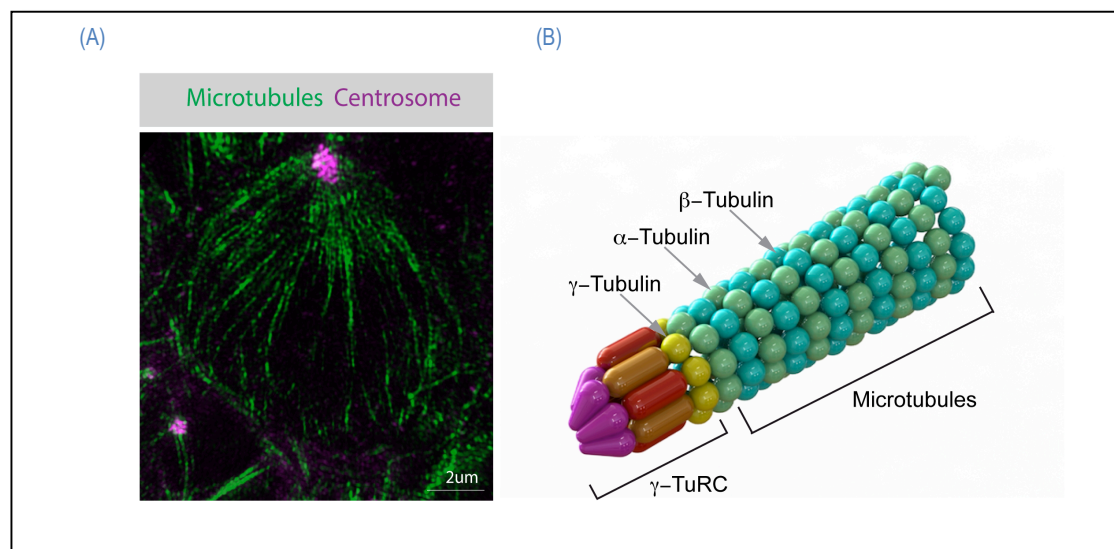 (A)
(B)
Microtubules Centrosome
β−Tubulin
α−Tubulin
γ−Tubulin
Microtubules
2um
γ−TuRC